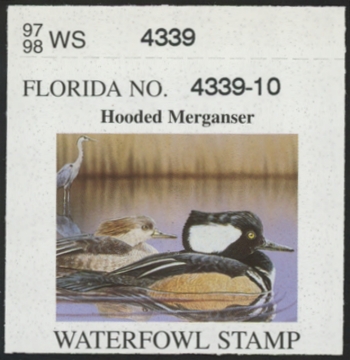 97
98 WS 4339
FLORIDA NO. 4339-10
Hooded Merganser
WATERFOWL STAMP